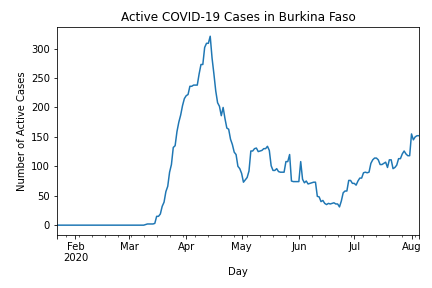 Active COVID-19 Cases in Burkina Faso
Number of Active Cases
300
250
200
150
100
50
0
Feb Mar Apr May Jun Jul Aug
2020
Day